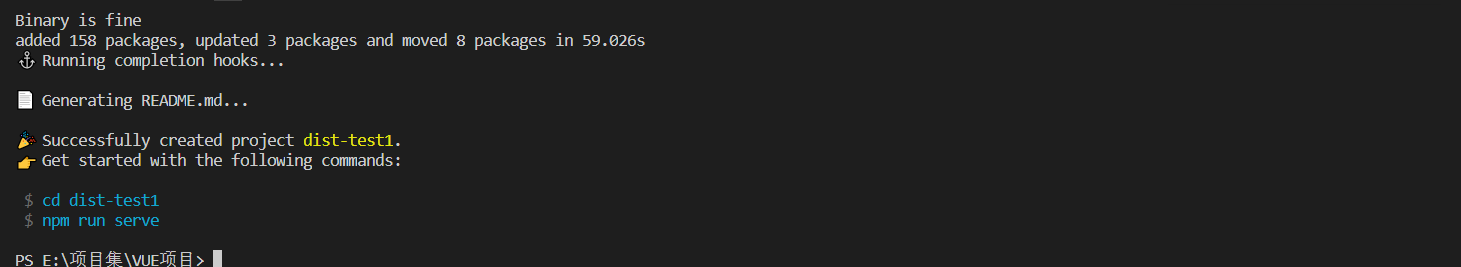 Binary is fine
added 158 packages, updated 3 packages and moved 8 packages in 59.026s
⚓ Running completion hooks...
📄 Generating README.md...
🎉 Successfully created project dist-test1.
👉 Get started with the following commands:
$ cd dist-test1
$ npm run serve
PS E:\项目集\VUE项目>